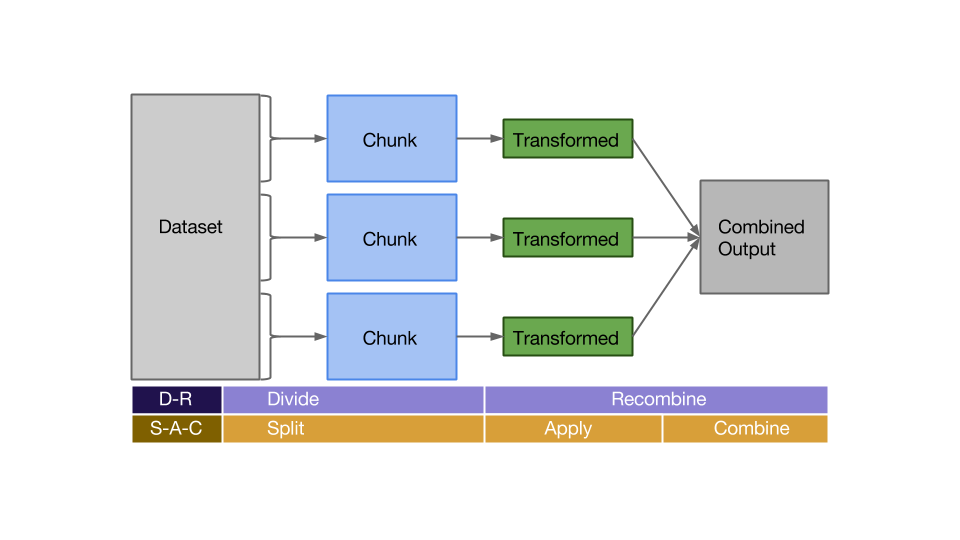 Dataset
Chunk
Transformed
Chunk
Transformed
Chunk
Transformed
Combined
Output
D-R Divide Recombine
S-A-C Split Apply Combine